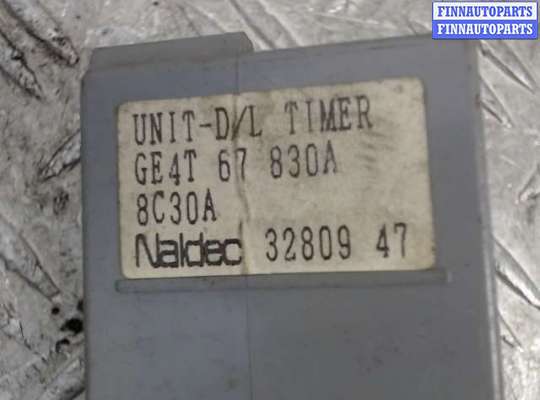 FINNAUTOPARTS
FINNAUTOPARTS
UNIT-D/L TIMER
GE4T 67 830A
8C30A
Naldec 32809 47